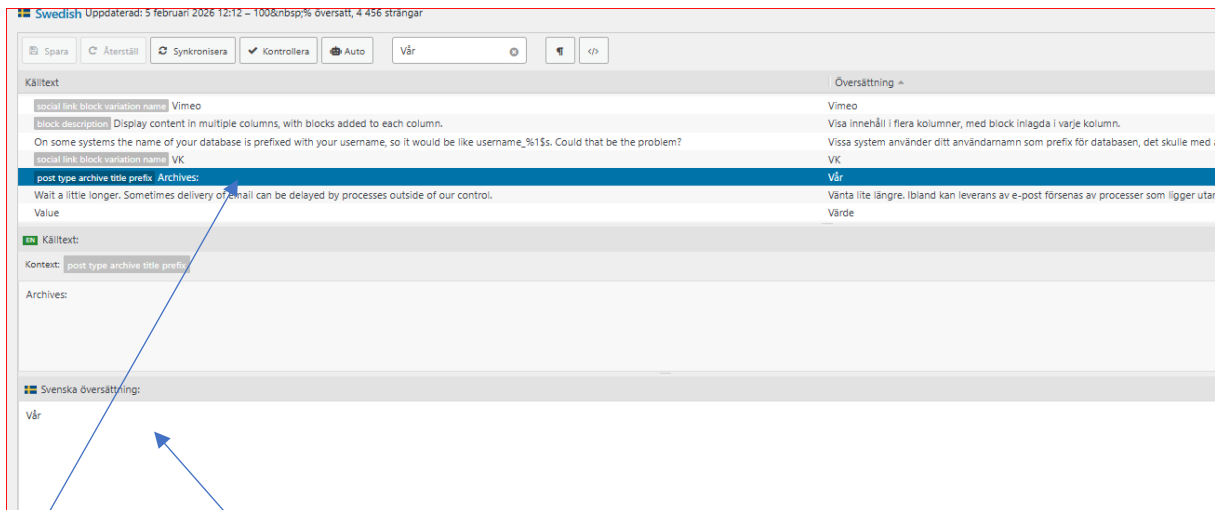 Swedish Uppdaterad: 5 februari 2026 12:12 – 100&nbsp;% översatt, 4 456 strängar
Spara Återställ Synkronisera Kontrollera Auto Vår ¶ </>
Källtext Översättning
social link block variation name Vimeo Vimeo
block description Display content in multiple columns, with blocks added to each column. Visa innehåll i flera kolumner, med block inlagda i varje kolumn.
On some systems the name of your database is prefixed with your username, so it would be like username_%1$s. Could that be the problem? Vissa system använder ditt användarnamn som prefix för databasen, det skulle med
social link block variation name VK VK
post type archive title prefix Archives: Vår
Wait a little longer. Sometimes delivery of email can be delayed by processes outside of our control. Vänta lite längre. Ibland kan leverans av e-post försenas av processer som ligger
Value Värde
EN Källtext:
Kontext: post type archive title prefix
Archives:
Svenska översättning:
Vår